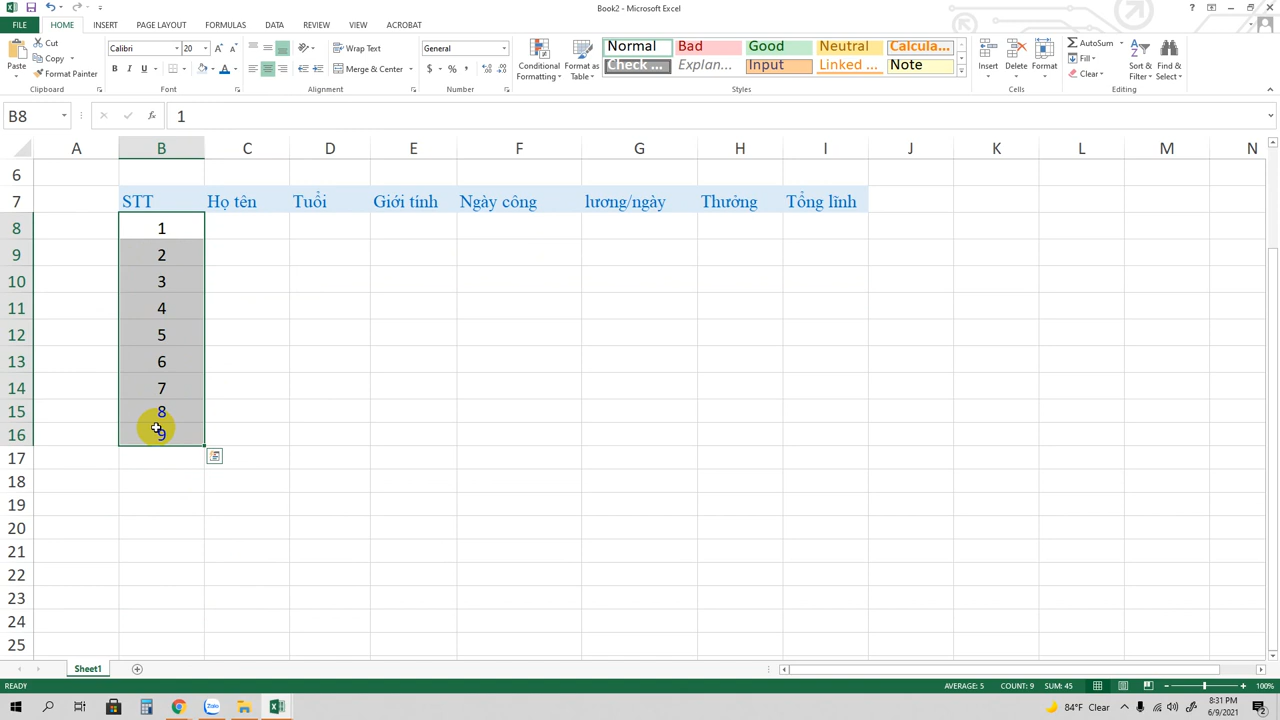 Book2 - Microsoft Excel
FILE HOME INSERT PAGE LAYOUT FORMULAS DATA REVIEW VIEW ACROBAT
Paste
Cut
Copy
Format Painter
Calibri 20
B I U
Wrap Text
Merge & Center
General
$ % ,
Conditional Formatting
Format as Table
Normal Bad Good Neutral Calcula...
Check ... Explan... Input Linked ... Note
Insert Delete Format
AutoSum
Fill
Clear
Sort & Filter
Find & Select
Clipboard Font Alignment Number Styles Cells Editing
B8 fx 1
A B C D E F G H I J K L M N
6
7 STT Họ tên Tuổi Giới tính Ngày công lương/ngày Thưởng Tổng lĩnh
8 1
9 2
10 3
11 4
12 5
13 6
14 7
15 8
16 9
17
18
19
20
21
22
23
24
25
Sheet1
READY AVERAGE: 5 COUNT: 9 SUM: 45 100%
Zalo 84°F Clear 8:31 PM
6/9/2021 2